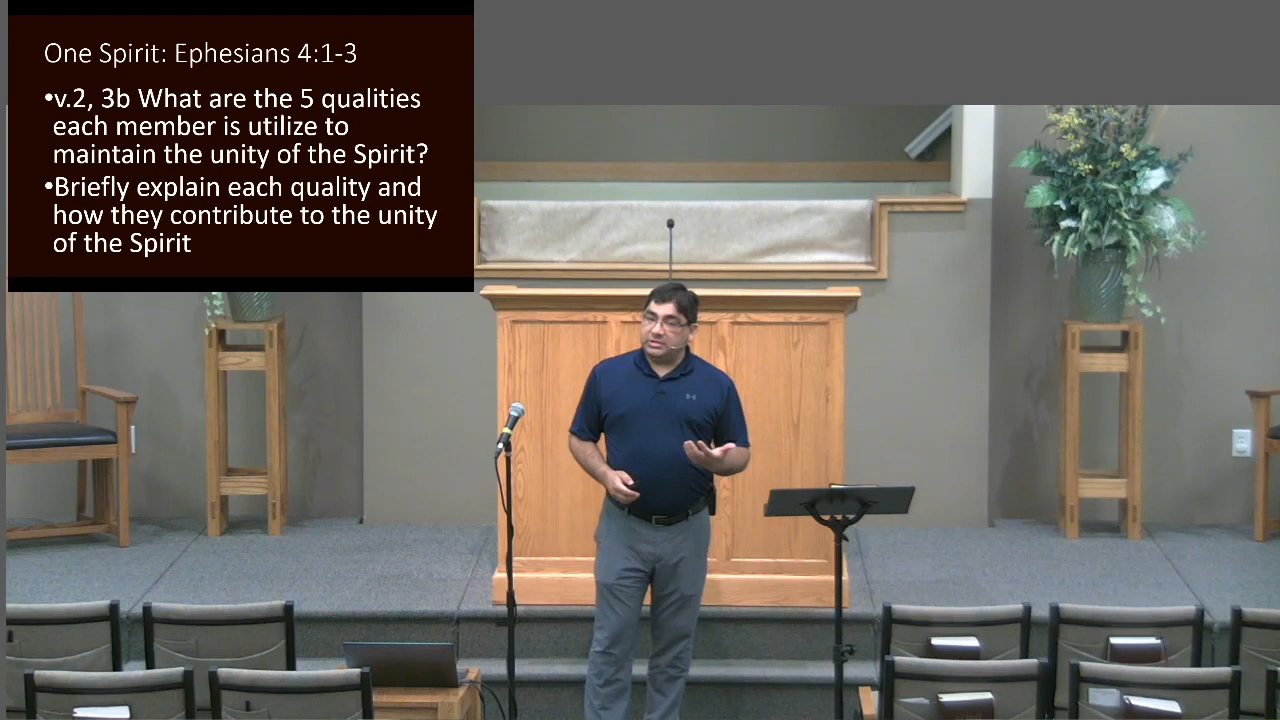 One Spirit: Ephesians 4:1-3
•v.2, 3b What are the 5 qualities
each member is utilize to
maintain the unity of the Spirit?
•Briefly explain each quality and
how they contribute to the unity
of the Spirit